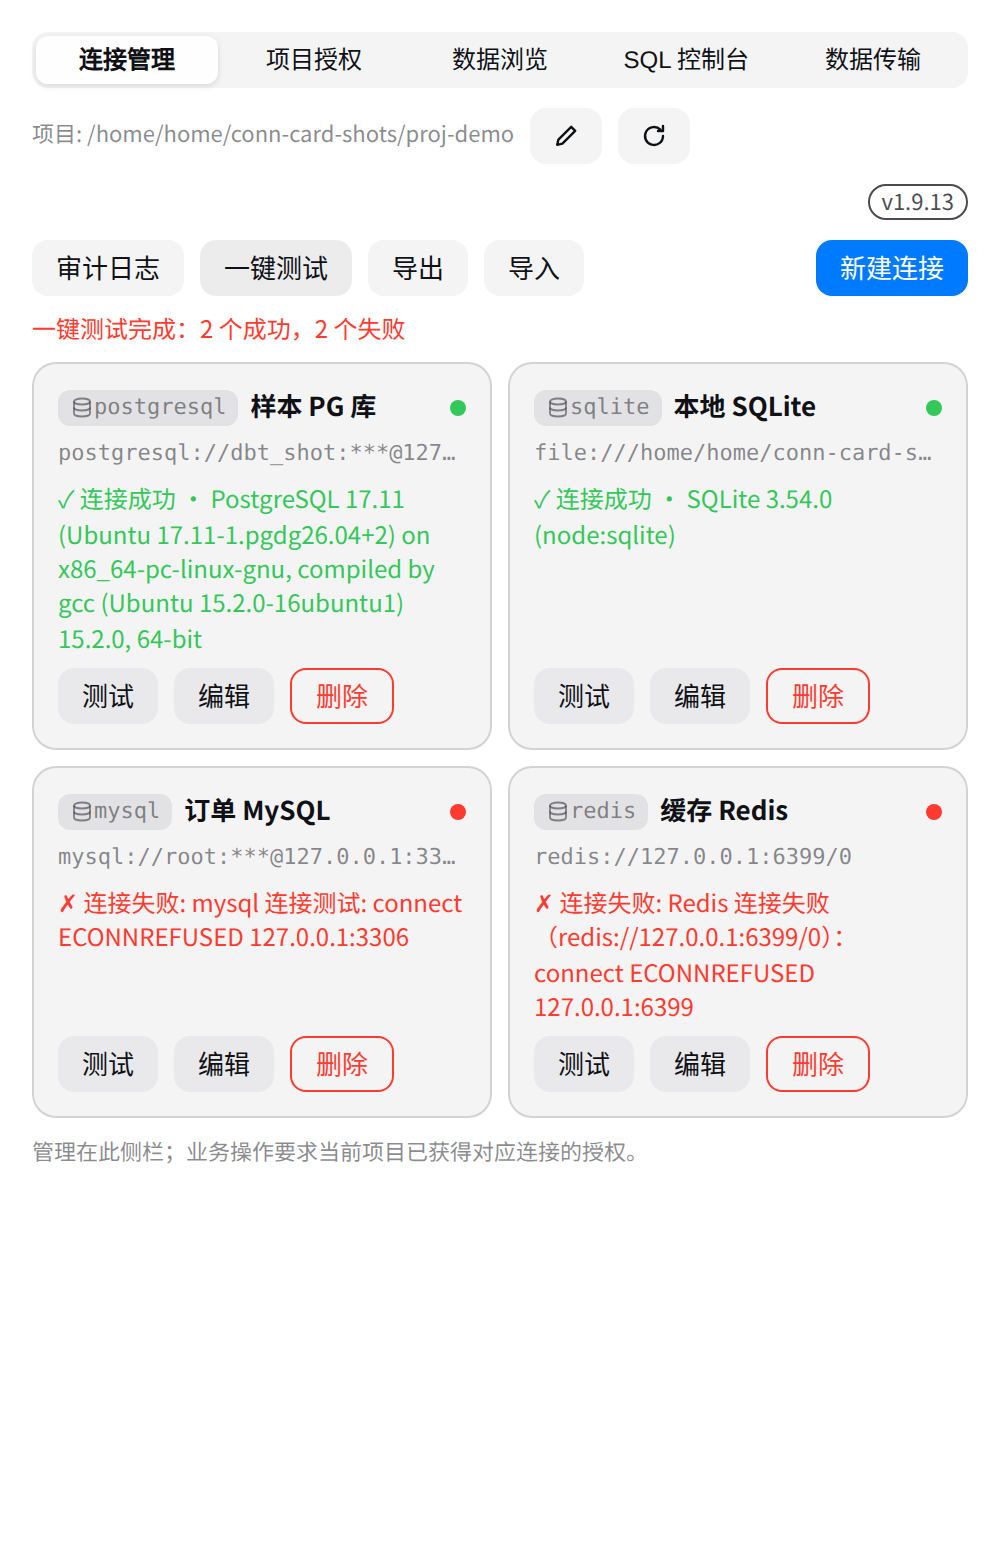 连接管理 项目授权 数据浏览 SQL 控制台 数据传输
项目: /home/home/conn-card-shots/proj-demo
v1.9.13
审计日志 一键测试 导出 导入 新建连接
一键测试完成：2 个成功，2 个失败
postgresql 样本 PG 库
postgresql://dbt_shot:***@127…
✓ 连接成功 · PostgreSQL 17.11
(Ubuntu 17.11-1.pgdg26.04+2) on
x86_64-pc-linux-gnu, compiled by
gcc (Ubuntu 15.2.0-16ubuntu1)
15.2.0, 64-bit
测试 编辑 删除
sqlite 本地 SQLite
file:///home/home/conn-card-s…
✓ 连接成功 · SQLite 3.54.0
(node:sqlite)
测试 编辑 删除
mysql 订单 MySQL
mysql://root:***@127.0.0.1:33…
✗ 连接失败: mysql 连接测试: connect
ECONNREFUSED 127.0.0.1:3306
测试 编辑 删除
redis 缓存 Redis
redis://127.0.0.1:6399/0
✗ 连接失败: Redis 连接失败
（redis://127.0.0.1:6399/0）：
connect ECONNREFUSED
127.0.0.1:6399
测试 编辑 删除
管理在此侧栏；业务操作要求当前项目已获得对应连接的授权。